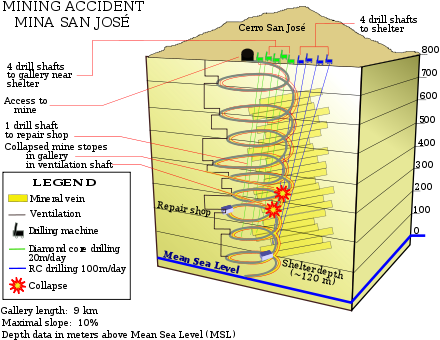 MINING ACCIDENT
MINA SAN JOSÉ
Cerro San José
4 drill shafts
to shelter
4 drill shafts
to gallery near
shelter
Access to
mine
1 drill shaft
to repair shop
Collapsed mine stopes
in gallery
in ventilation shaft
800
700
600
500
400
300
200
100
0
LEGEND
Mineral vein
Ventilation
Drilling machine
Diamond core drilling
20m/day
RC drilling 100m/day
Collapse
Repair shop
Mean Sea Level
Shelter depth
(~120 m)
Gallery length: 9 km
Maximal slope: 10%
Depth data in meters above Mean Sea Level (MSL)